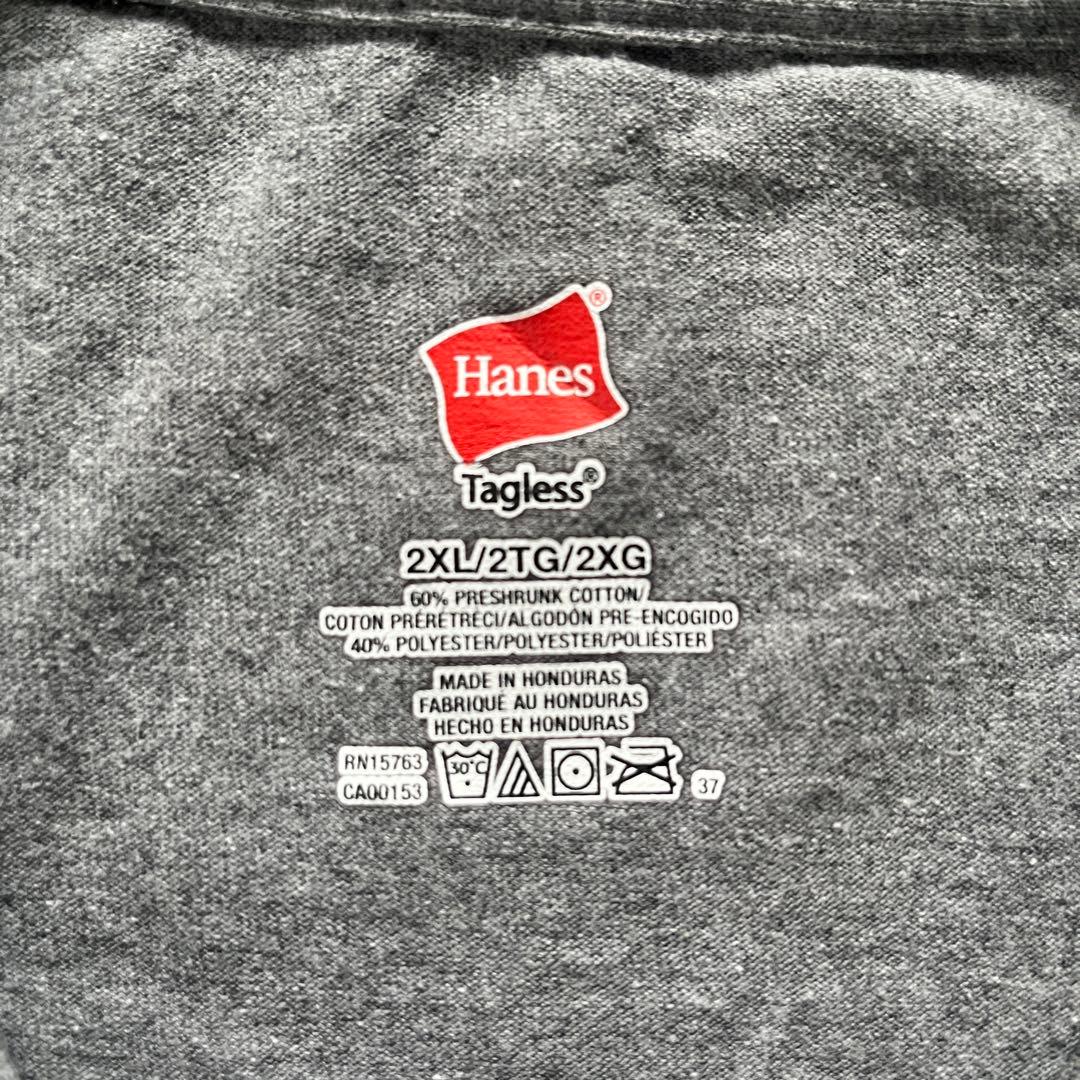 Hanes®
Tagless®
2XL/2TG/2XG
60% PRESHRUNK COTTON/
COTON PRÉRÉTRÉCI/ALGODÓN PRE-ENCOGIDO
40% POLYESTER/POLYESTER/POLIÉSTER
MADE IN HONDURAS
FABRIQUÉ AU HONDURAS
HECHO EN HONDURAS
RN15763
CA00153
30°C
37